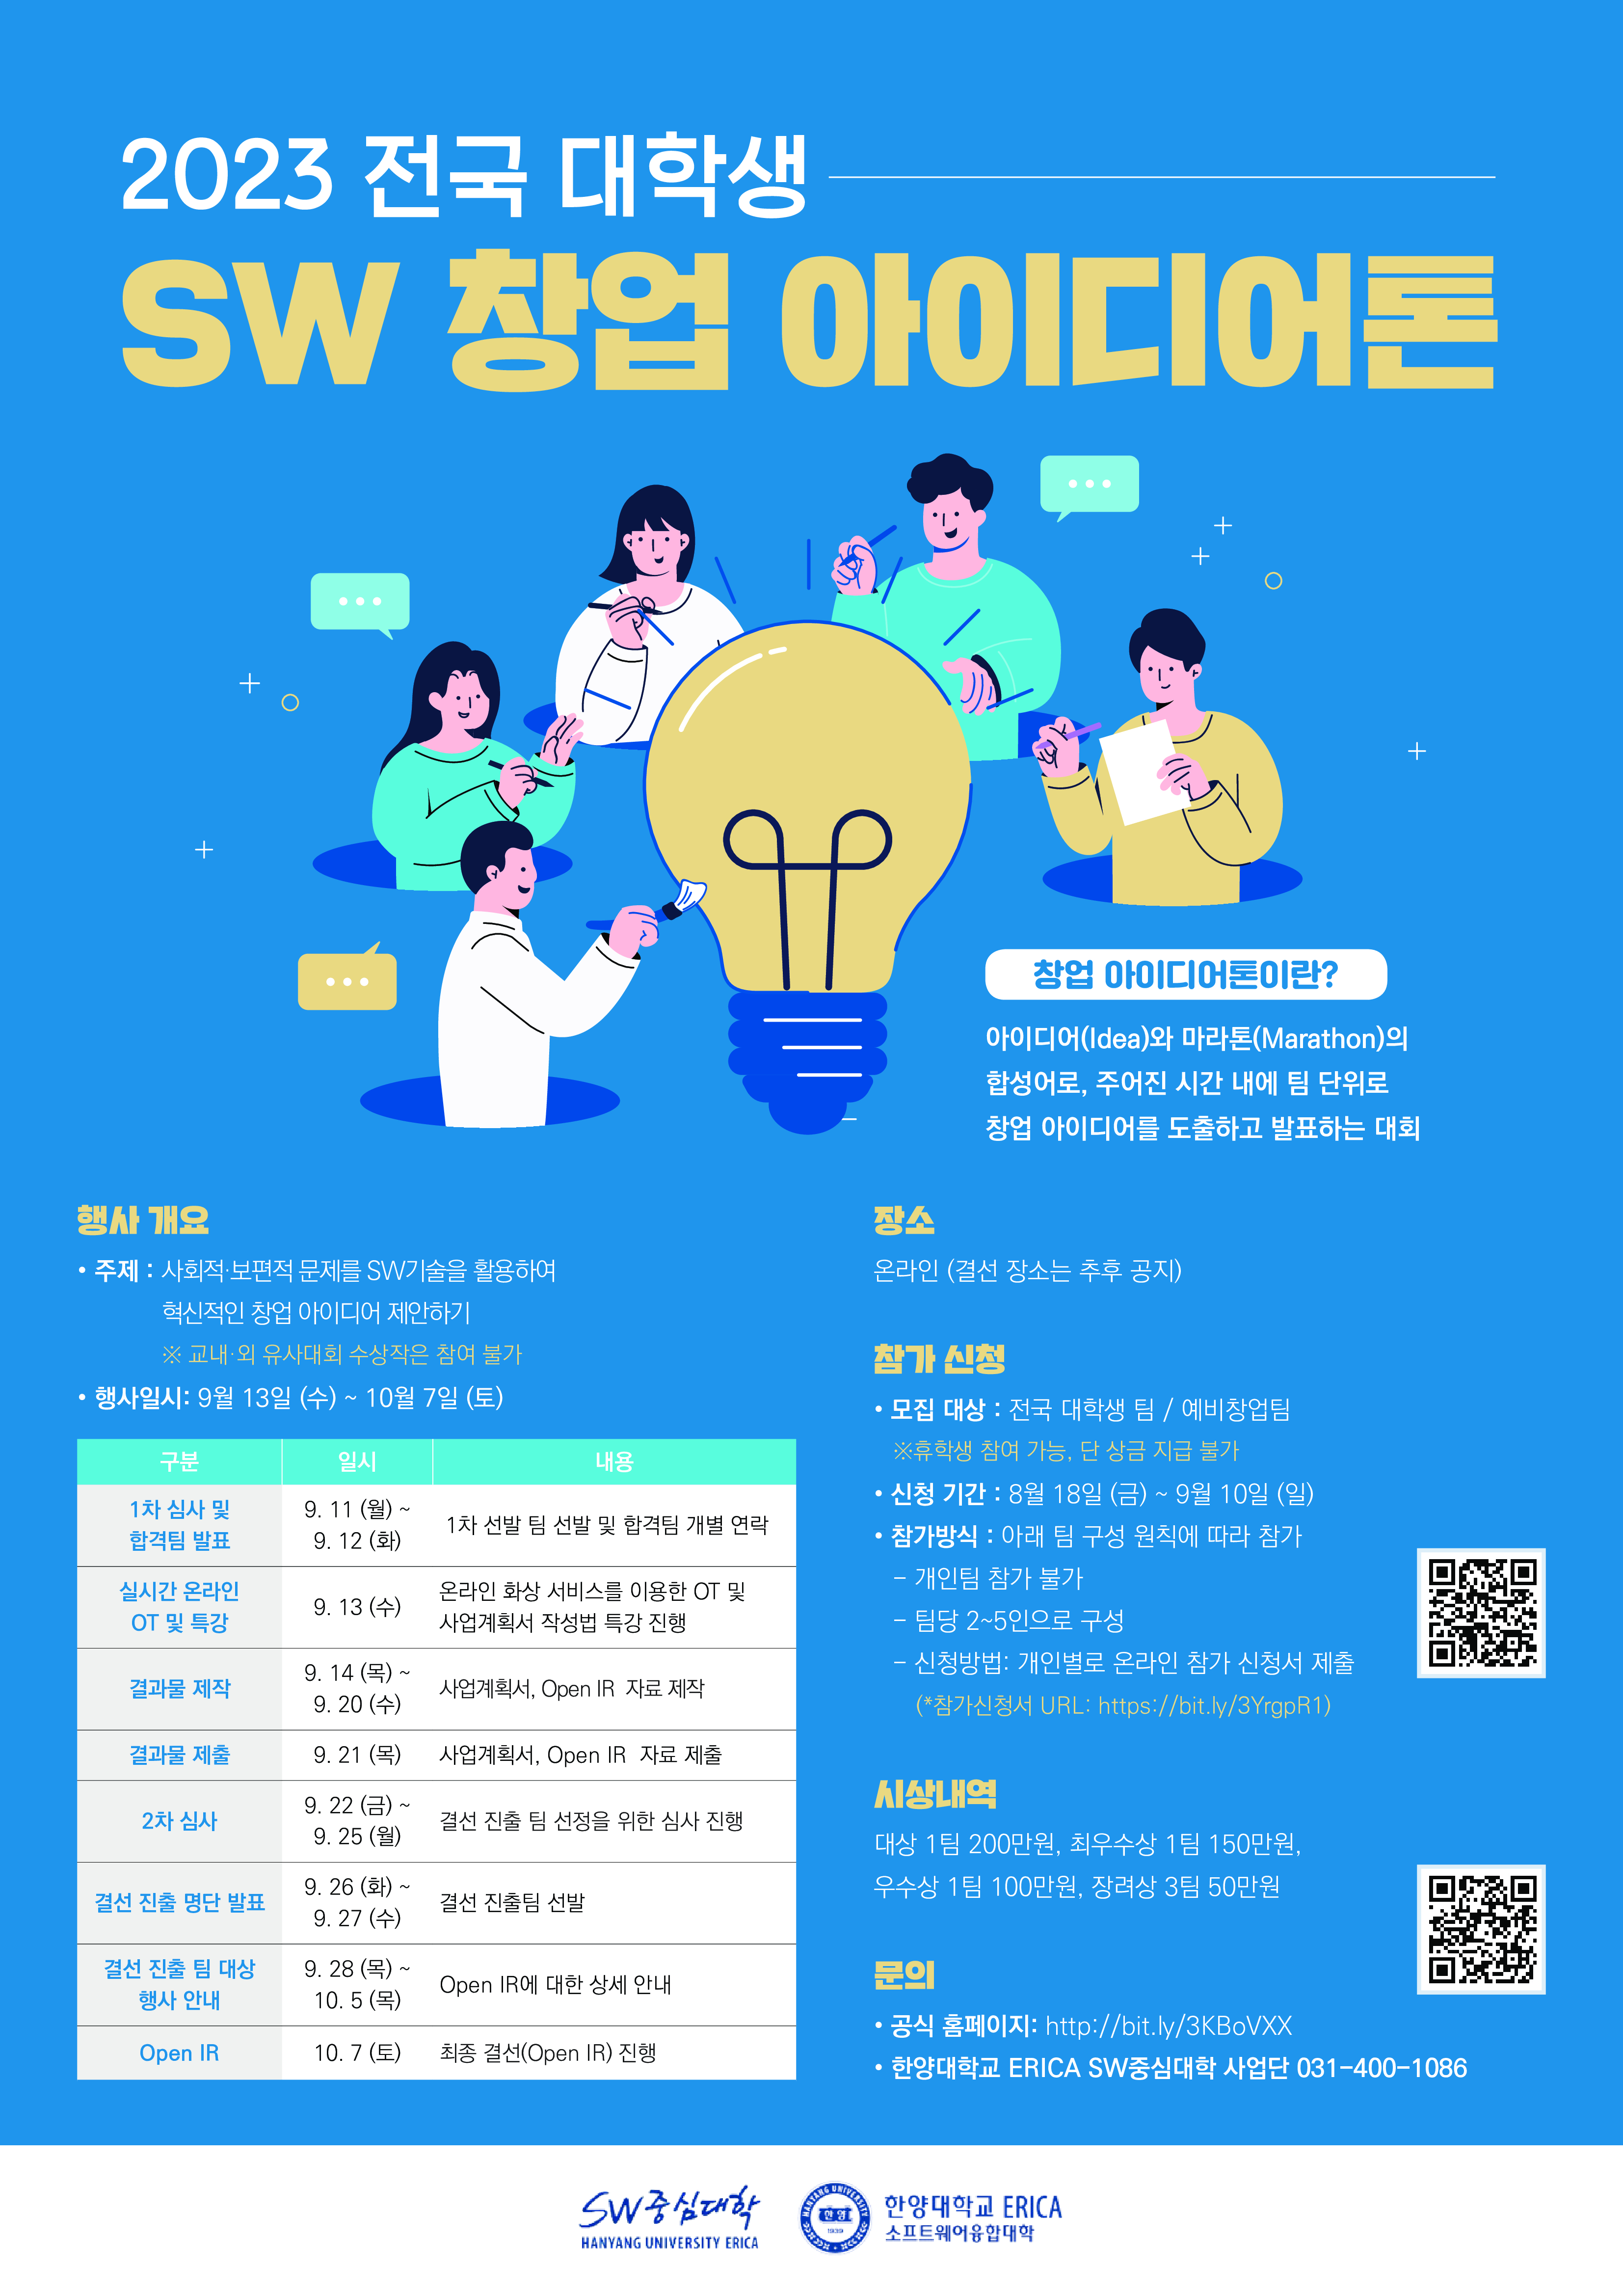 2023 전국 대학생
SW 창업 아이디어톤
창업 아이디어톤이란?
아이디어(Idea)와 마라톤(Marathon)의
합성어로, 주어진 시간 내에 팀 단위로
창업 아이디어를 도출하고 발표하는 대회
행사 개요
• 주제 : 사회적·보편적 문제를 SW기술을 활용하여
혁신적인 창업 아이디어 제안하기
※ 교내·외 유사대회 수상작은 참여 불가
• 행사일시: 9월 13일 (수) ~ 10월 7일 (토)
구분 일시 내용
1차 심사 및
합격팀 발표
9. 11 (월) ~
9. 12 (화)
1차 선발 팀 선발 및 합격팀 개별 연락
실시간 온라인
OT 및 특강
9. 13 (수)
온라인 화상 서비스를 이용한 OT 및
사업계획서 작성법 특강 진행
결과물 제작
9. 14 (목) ~
9. 20 (수)
사업계획서, Open IR 자료 제작
결과물 제출 9. 21 (목) 사업계획서, Open IR 자료 제출
2차 심사
9. 22 (금) ~
9. 25 (월)
결선 진출 팀 선정을 위한 심사 진행
결선 진출 명단 발표
9. 26 (화) ~
9. 27 (수)
결선 진출팀 선발
결선 진출 팀 대상
행사 안내
9. 28 (목) ~
10. 5 (목)
Open IR에 대한 상세 안내
Open IR 10. 7 (토) 최종 결선(Open IR) 진행
장소
온라인 (결선 장소는 추후 공지)
참가 신청
• 모집 대상 : 전국 대학생 팀 / 예비창업팀
※휴학생 참여 가능, 단 상금 지급 불가
• 신청 기간 : 8월 18일 (금) ~ 9월 10일 (일)
• 참가방식 : 아래 팀 구성 원칙에 따라 참가
- 개인팀 참가 불가
- 팀당 2~5인으로 구성
- 신청방법: 개인별로 온라인 참가 신청서 제출
(*참가신청서 URL: https://bit.ly/3YrgpR1)
시상내역
대상 1팀 200만원, 최우수상 1팀 150만원,
우수상 1팀 100만원, 장려상 3팀 50만원
문의
• 공식 홈페이지: http://bit.ly/3KBoVXX
• 한양대학교 ERICA SW중심대학 사업단 031-400-1086
SW중심대학
HANYANG UNIVERSITY ERICA
HANYANG UNIVERSITY
한양
1939
한양대학교 ERICA
소프트웨어융합대학